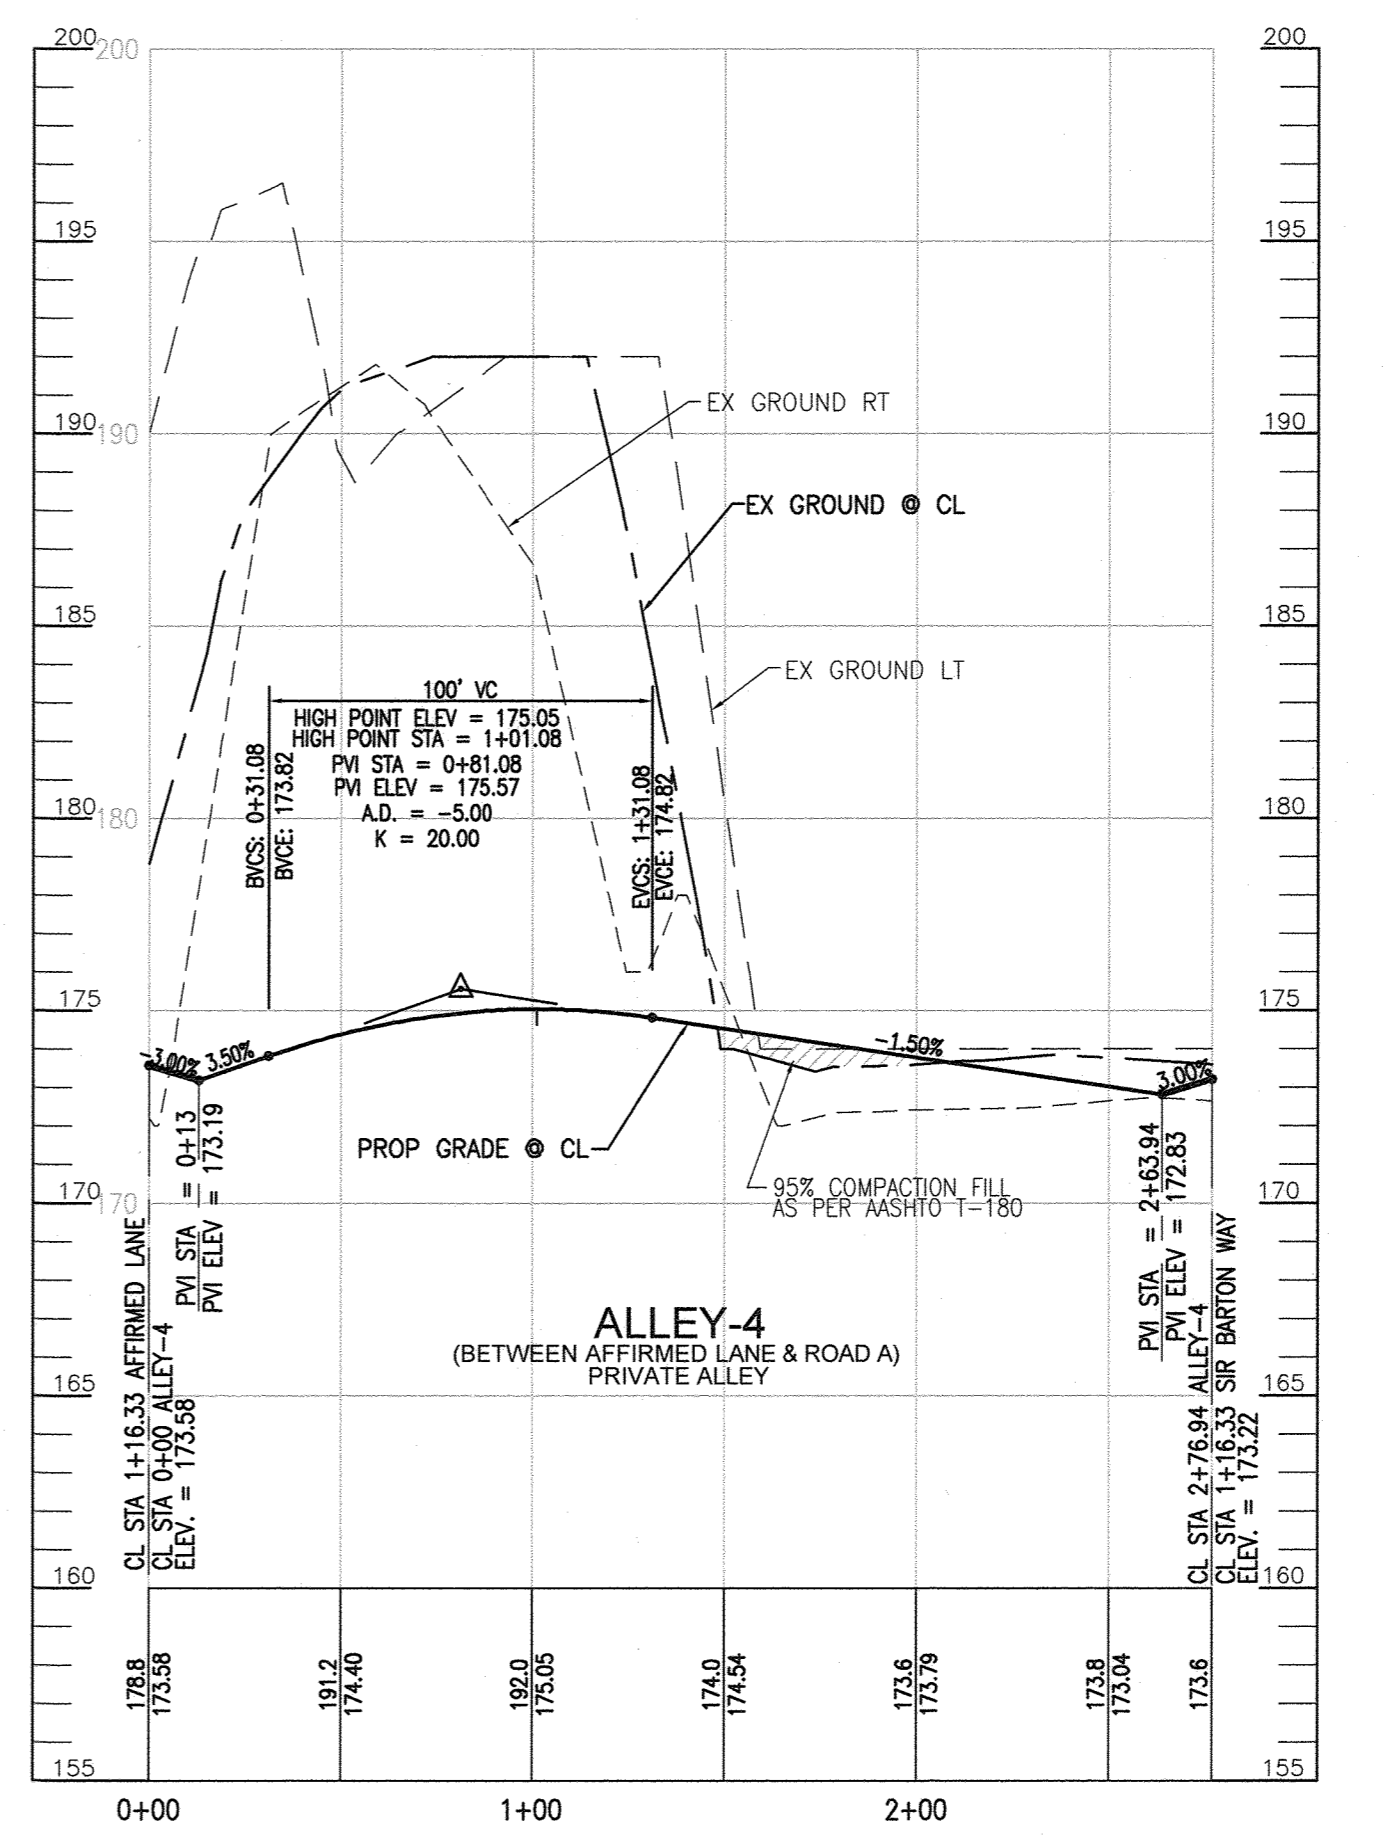 200 200 200
195 195
EX GROUND RT
190 190 190
EX GROUND @ CL
185 185
EX GROUND LT
100' VC
HIGH POINT ELEV = 175.05
HIGH POINT STA = 1+01.08
PVI STA = 0+81.08
PVI ELEV = 175.57
A.D. = -5.00
K = 20.00
BVCS: 0+31.08
BVCE: 173.82
EVCS: 1+31.08
EVCE: 174.82
180 180 180
175 175
-3.00% 3.50% -1.50% 3.00%
PROP GRADE @ CL
95% COMPACTION FILL
AS PER AASHTO T-180
PVI STA = 0+13
PVI ELEV = 173.19
PVI STA = 2+63.94
PVI ELEV = 172.83
170 170 170
CL STA 1+16.33 AFFIRMED LANE
CL STA 0+00 ALLEY-4
ELEV. = 173.58
ALLEY-4
(BETWEEN AFFIRMED LANE & ROAD A)
PRIVATE ALLEY
CL STA 2+76.94 ALLEY-4
CL STA 1+16.33 SIR BARTON WAY
ELEV. = 173.22
165 165
160 160
178.8
173.58
191.2
174.40
192.0
175.05
174.0
174.54
173.6
173.79
173.8
173.04
173.6
155 155
0+00 1+00 2+00